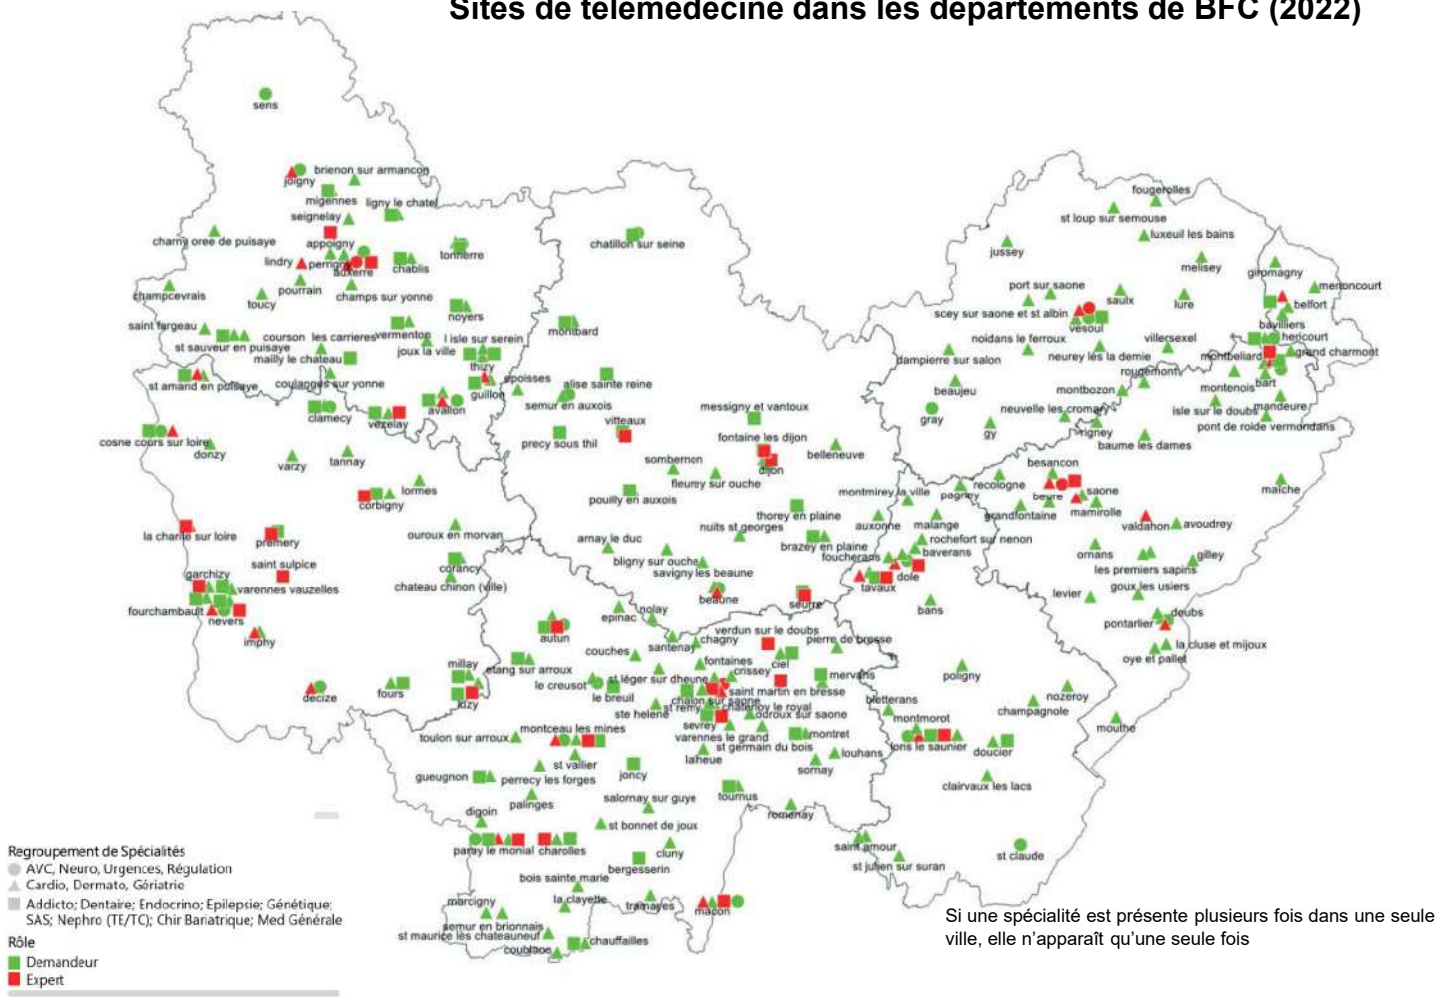 Sites de télémédecine dans les départements de BFC (2022)
sens
joigny
brienon sur armancon
migennes
ligny le chatel
seignelay
charny oree de puisaye
appoigny
lindry
perrigny
auxerre
chablis
tonnerre
champcevrais
toucy
pourrain
champs sur yonne
noyers
saint fargeau
st sauveur en puisaye
courson les carrieres
vermenton
l isle sur serein
mailly le chateau
joux la ville
thizy
st amand en puisaye
coulanges sur yonne
guillon
epoisses
clamecy
vezelay
avallon
chatillon sur seine
montbard
alise sainte reine
semur en auxois
vitteaux
precy sous thil
messigny et vantoux
fontaine les dijon
dijon
belleneuve
sombernon
fleurey sur ouche
pouilly en auxois
thorey en plaine
nuits st georges
brazey en plaine
auxonne
arnay le duc
bligny sur ouche
savigny les beaune
beaune
seurre
cosne cours sur loire
donzy
varzy
tannay
lormes
corbigny
la charite sur loire
premery
ouroux en morvan
saint sulpice
corancy
chateau chinon (ville)
garchizy
varennes vauzelles
fourchambault
nevers
imphy
decize
fours
millay
luzy
fougerolles
st loup sur semouse
luxeuil les bains
jussey
melisey
giromagny
menoncourt
port sur saone
saulx
lure
belfort
scey sur saone et st albin
vesoul
bavilliers
noidans le ferroux
villersexel
hericourt
dampierre sur salon
neurey les la demie
montbeliard
grand charmont
rougemont
beaujeu
montbozon
montenois
bart
gray
neuvelle les cromary
isle sur le doubs
mandeure
gy
rigney
pont de roide vermondans
baume les dames
besancon
recologne
montmirey la ville
pagney
beure
saone
maiche
grandfontaine
mamirolle
malange
valdahon
avoudrey
rochefort sur nenon
foucherans
baverans
ornans
gilley
les premiers sapins
tavaux
dole
goux les usiers
levier
bans
doubs
pontarlier
la cluse et mijoux
oye et pallet
epinac
nolay
autun
verdun sur le doubs
pierre de bresse
santenay
chagny
couches
fontaines
ciel
etang sur arroux
crissey
mervans
le creusot
st léger sur dheune
le breuil
saint martin en bresse
chalon sur saone
chatenoy le royal
ste helene
st remy
odroux sur saone
montceau les mines
sevrey
toulon sur arroux
varennes le grand
montret
st germain du bois
louhans
st vallier
laheue
sornay
gueugnon
perrecy les forges
joncy
tournus
palinges
salornay sur guye
romenay
digoin
st bonnet de joux
paray le monial
charolles
cluny
bergesserin
bois sainte marie
marcigny
la clayette
tramayes
macon
semur en brionnais
st maurice lès chateauneuf
chauffailles
coublanc
poligny
nozeroy
bletterans
champagnole
montmorot
mouthe
lons le saunier
doucier
clairvaux les lacs
saint amour
st julien sur suran
st claude
Regroupement de Spécialités
AVC, Neuro, Urgences, Régulation
Cardio, Dermato, Gériatrie
Addicto; Dentaire; Endocrino; Epilepsie; Génétique;
SAS; Nephro (TE/TC); Chir Bariatrique; Med Générale
Rôle
Demandeur
Expert
Si une spécialité est présente plusieurs fois dans une seule
ville, elle n'apparaît qu'une seule fois